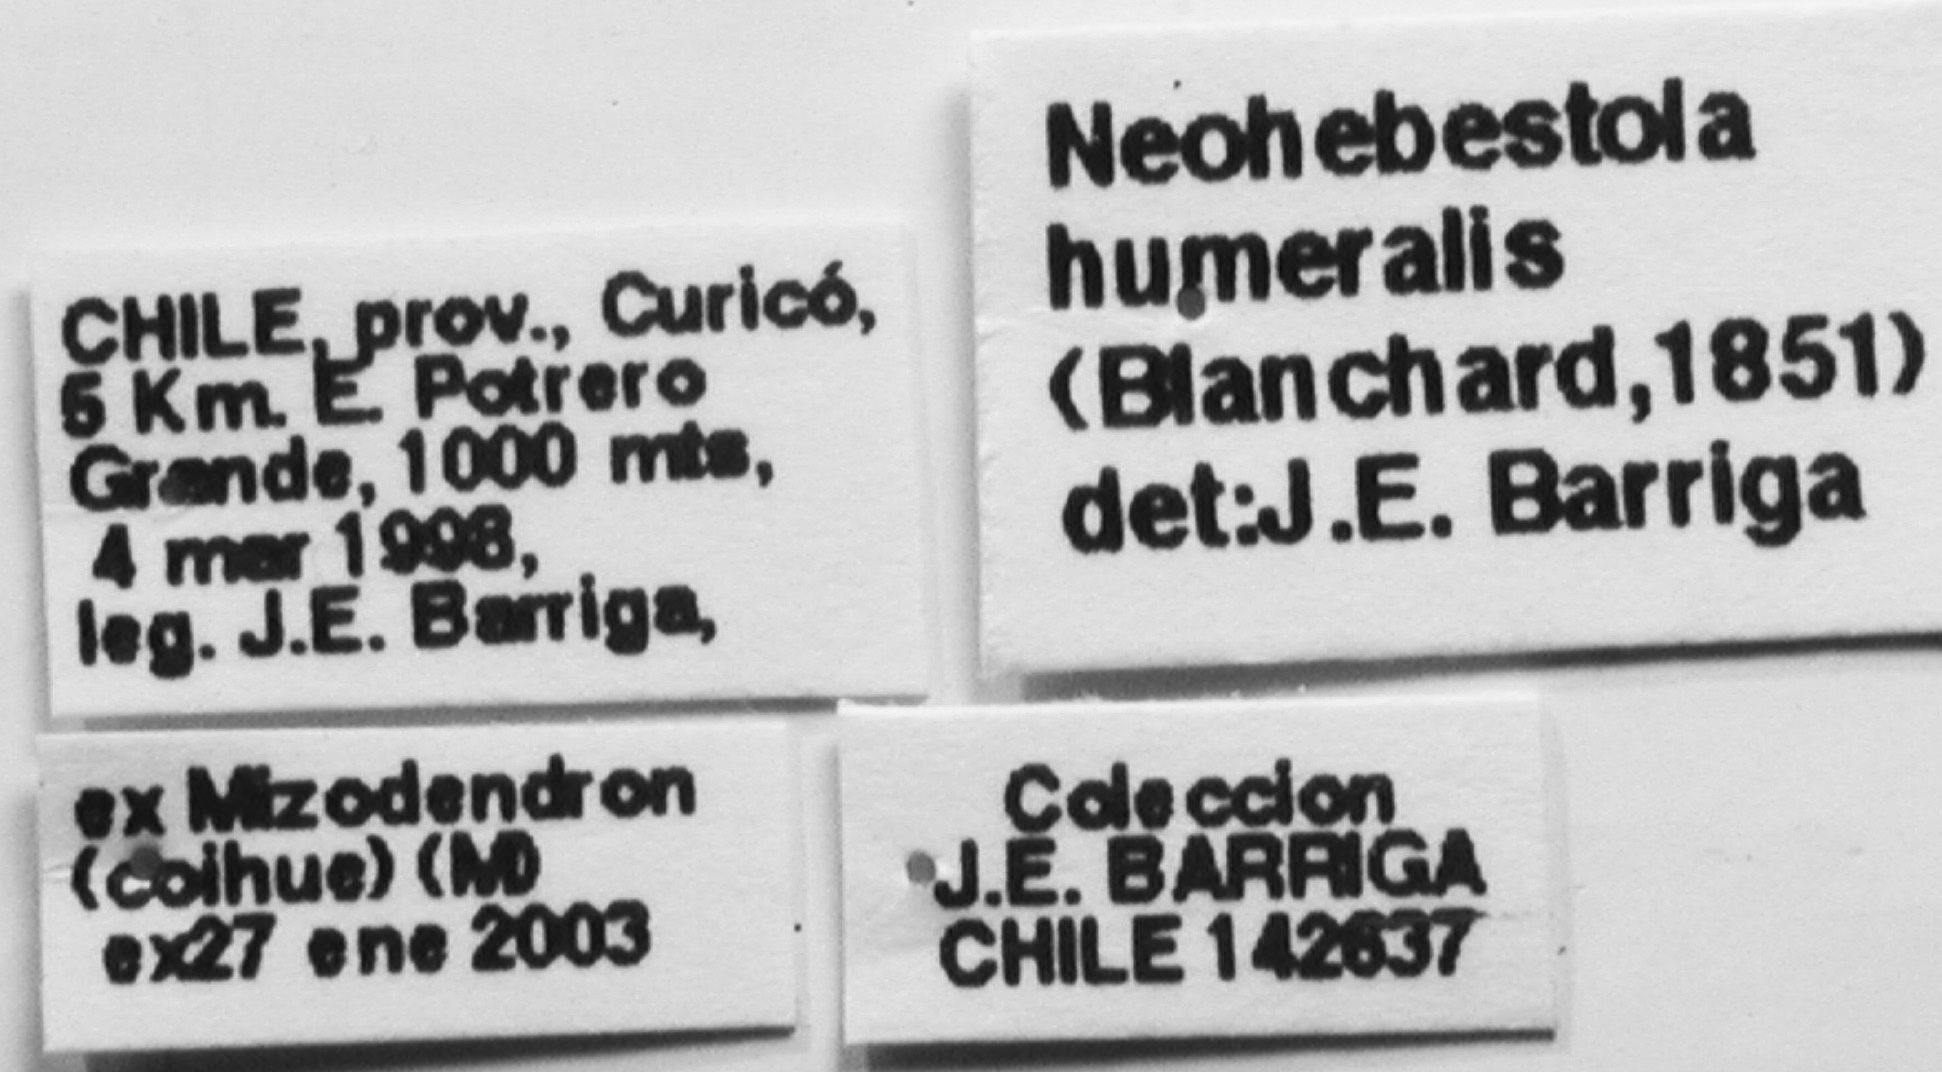 CHILE, prov., Curicó,
5 Km. E. Potrero
Grande, 1000 mts,
4 mar 1998,
leg. J.E. Barriga,
Neohebestola
humeralis
(Blanchard,1851)
det:J.E. Barriga
ex Mizodendron
(coihue) (M)
ex27 ene 2003
Coleccion
J.E. BARRIGA
CHILE 142637